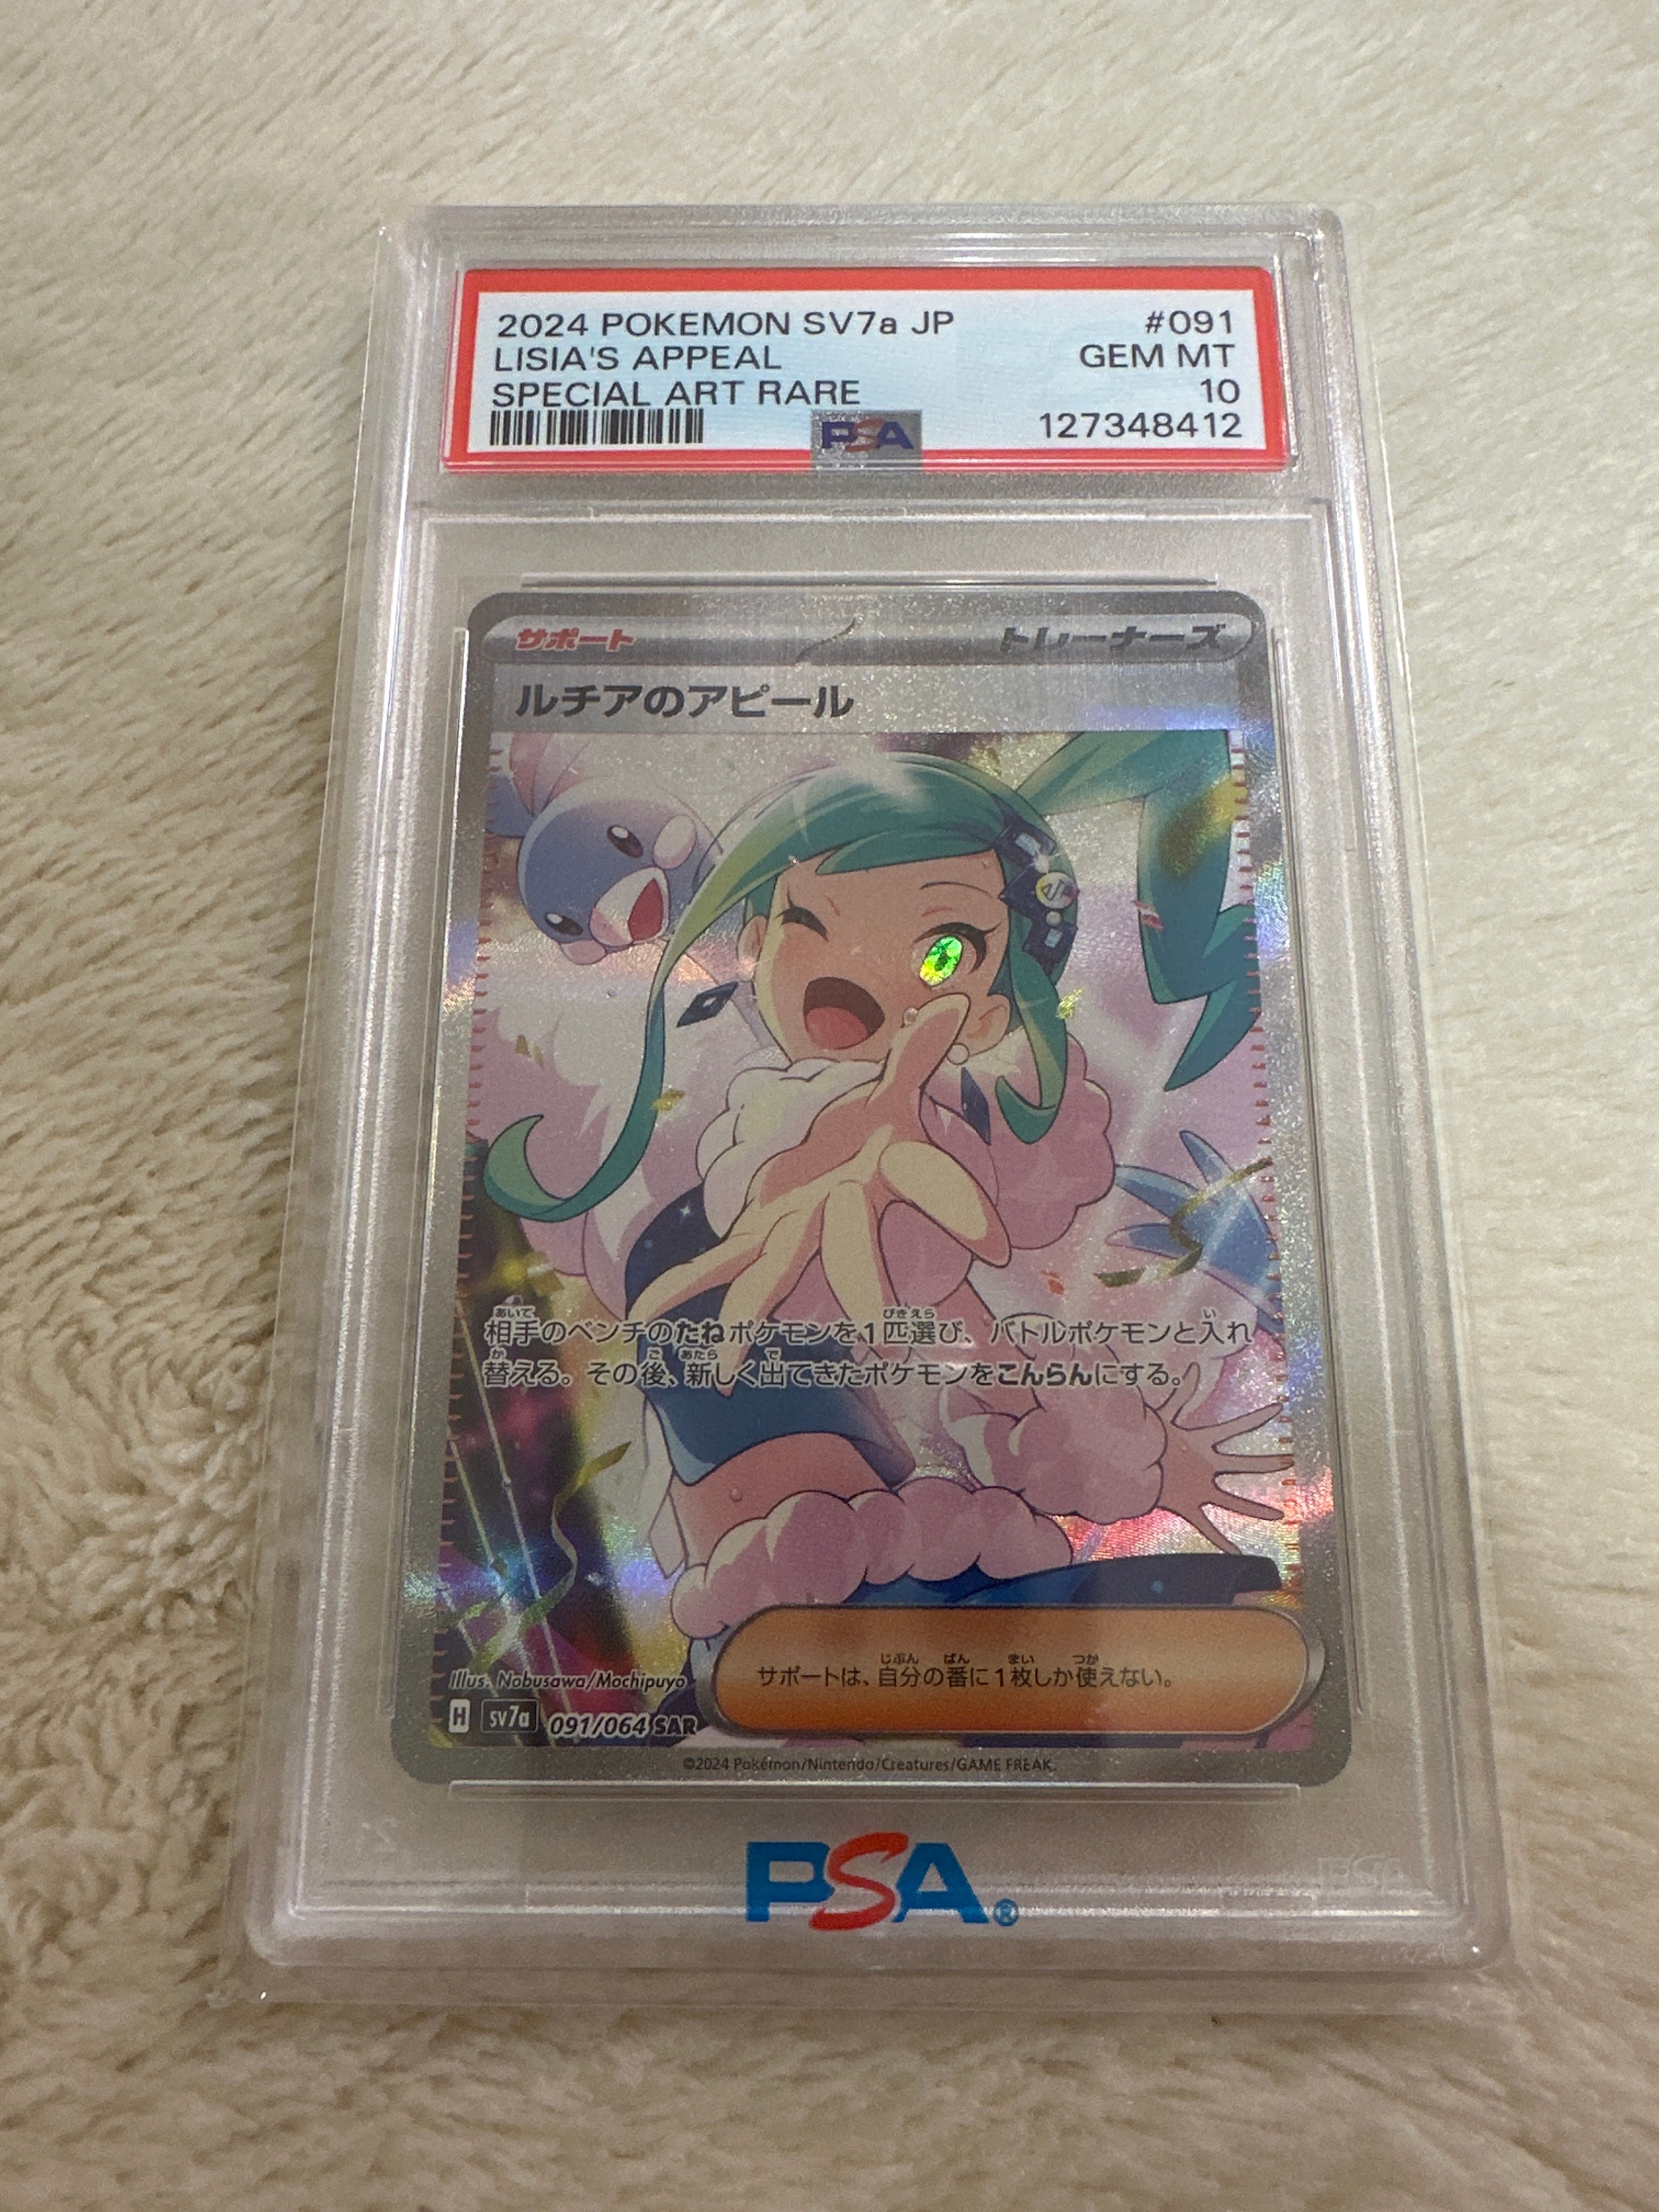 2024 POKEMON SV7a JP #091
LISIA'S APPEAL GEM MT
SPECIAL ART RARE 10
PSA 127348412
サポート トレーナーズ
ルチアのアピール
相手のベンチのたねポケモンを1匹選び、バトルポケモンと入れ
替える。その後、新しく出てきたポケモンをこんらんにする。
サポートは、自分の番に1枚しか使えない。
Illus. Nobusawa/Mochipuyo
H sv7a 091/064 SAR
©2024 Pokémon/Nintendo/Creatures/GAME FREAK.
PSA®